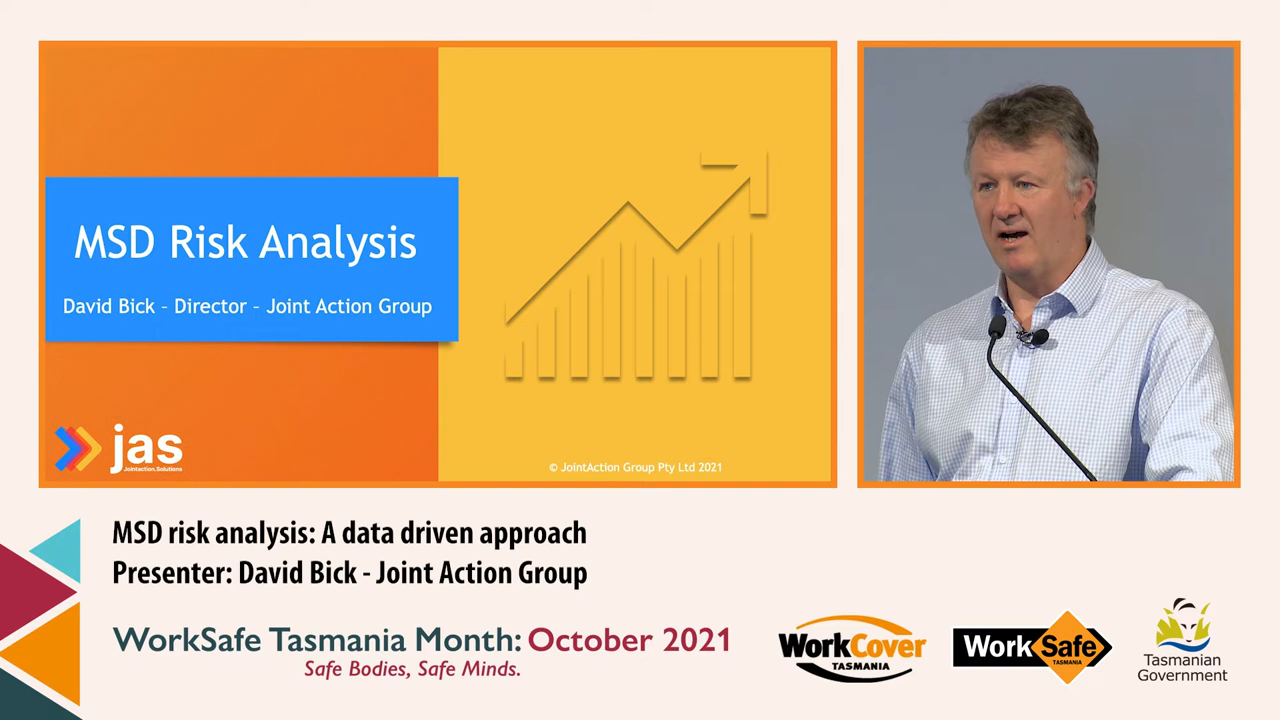 MSD Risk Analysis
David Bick – Director – Joint Action Group
jas
Jointaction.Solutions
© JointAction Group Pty Ltd 2021
MSD risk analysis: A data driven approach
Presenter: David Bick - Joint Action Group
WorkSafe Tasmania Month: October 2021
Safe Bodies, Safe Minds.
WorkCover
TASMANIA
WorkSafe
TASMANIA
Tasmanian
Government